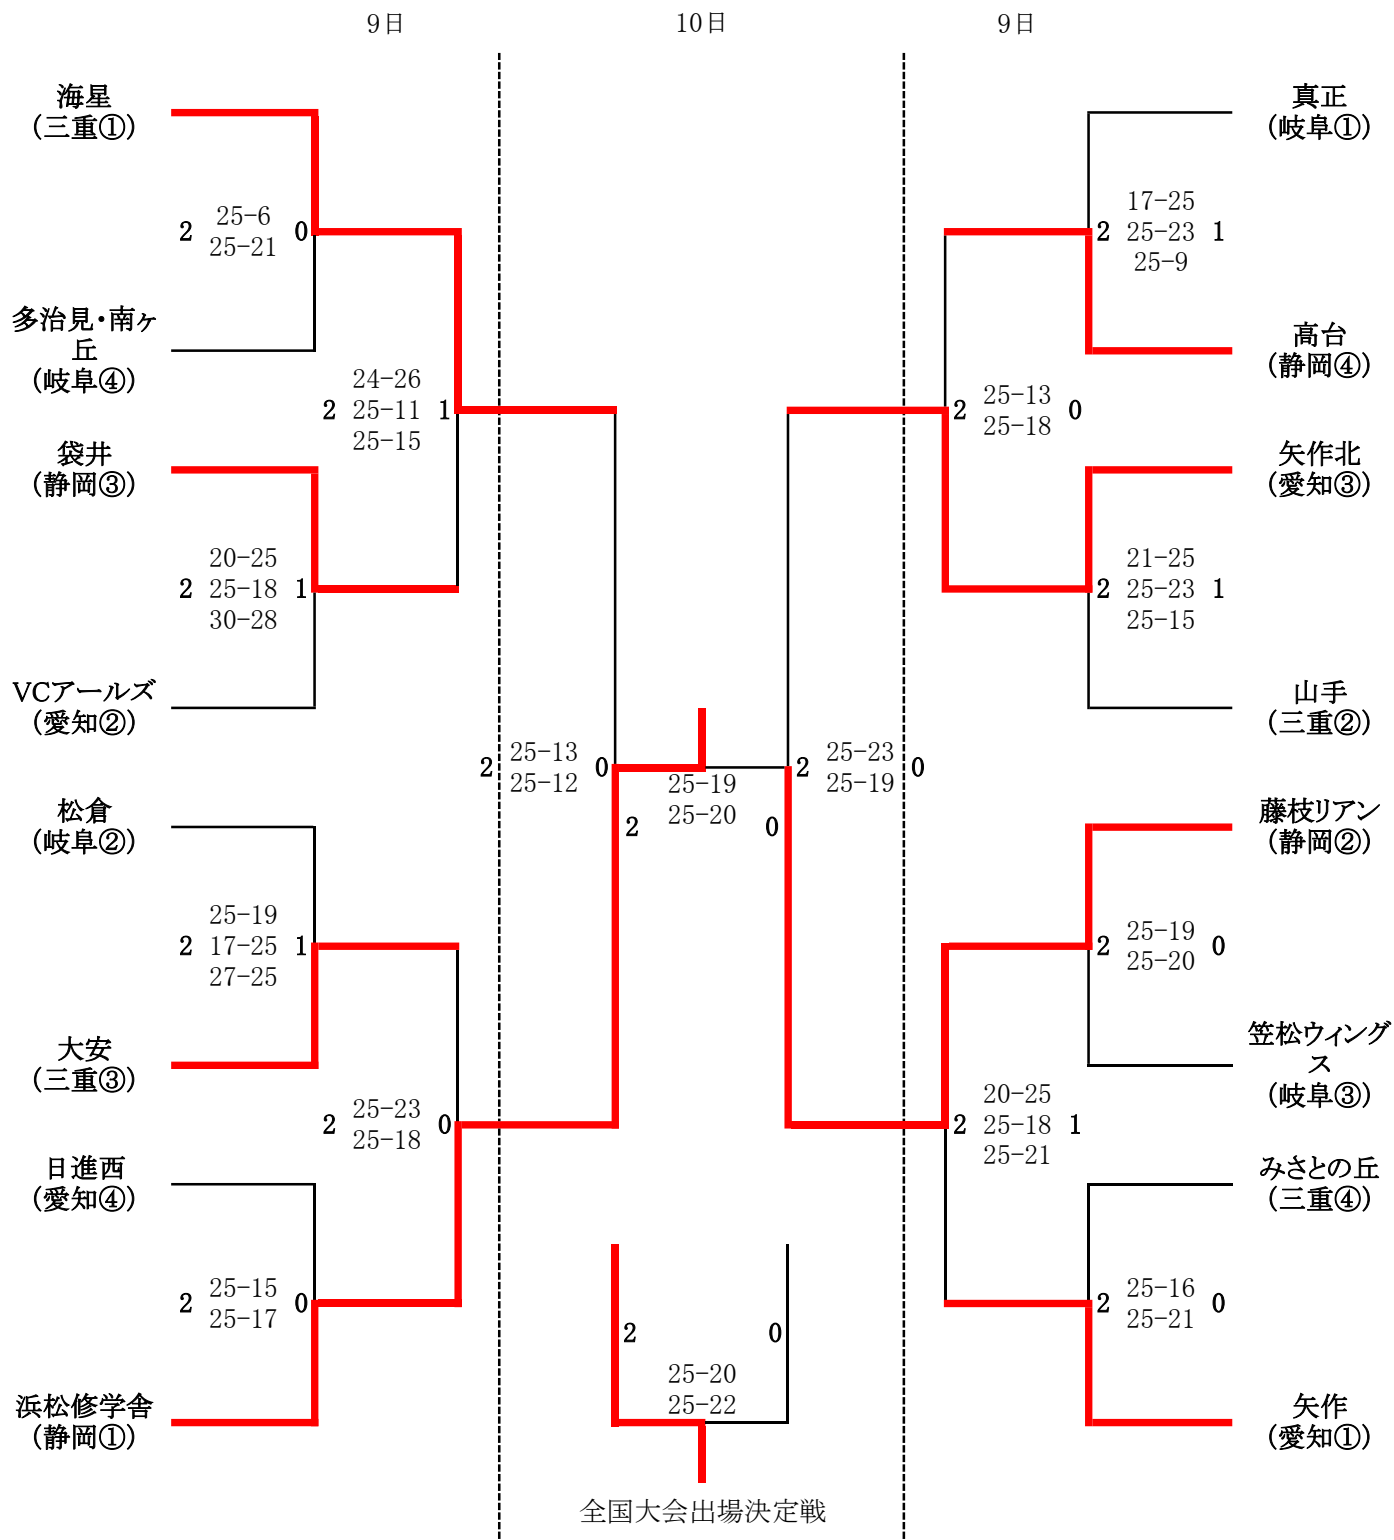 9日
10日
9日
海星
(三重①)
2
25-6
25-21
0
多治見・南ヶ
丘
(岐阜④)
2
24-26
25-11
25-15
1
袋井
(静岡③)
2
20-25
25-18
30-28
1
VCアールズ
(愛知②)
松倉
(岐阜②)
2
25-19
17-25
27-25
1
大安
(三重③)
2
25-23
25-18
0
日進西
(愛知④)
2
25-15
25-17
0
浜松修学舎
(静岡①)
2
25-13
25-12
0
25-19
25-20
2
0
2
25-23
25-19
0
2
0
25-20
25-22
全国大会出場決定戦
真正
(岐阜①)
2
17-25
25-23
25-9
1
高台
(静岡④)
2
25-13
25-18
0
矢作北
(愛知③)
2
21-25
25-23
25-15
1
山手
(三重②)
藤枝リアン
(静岡②)
2
25-19
25-20
0
笠松ウィング
ス
(岐阜③)
2
20-25
25-18
25-21
1
みさとの丘
(三重④)
2
25-16
25-21
0
矢作
(愛知①)